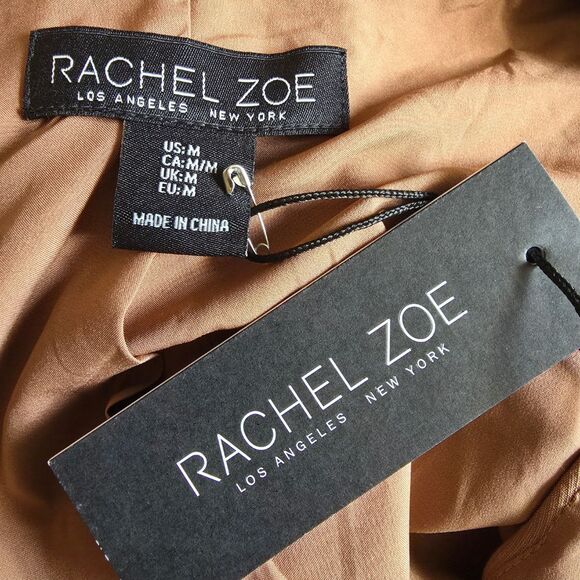 RACHEL ZOE
LOS ANGELES NEW YORK
US:M
CA:M/M
UK:M
EU:M
MADE IN CHINA
RACHEL ZOE
LOS ANGELES NEW YORK